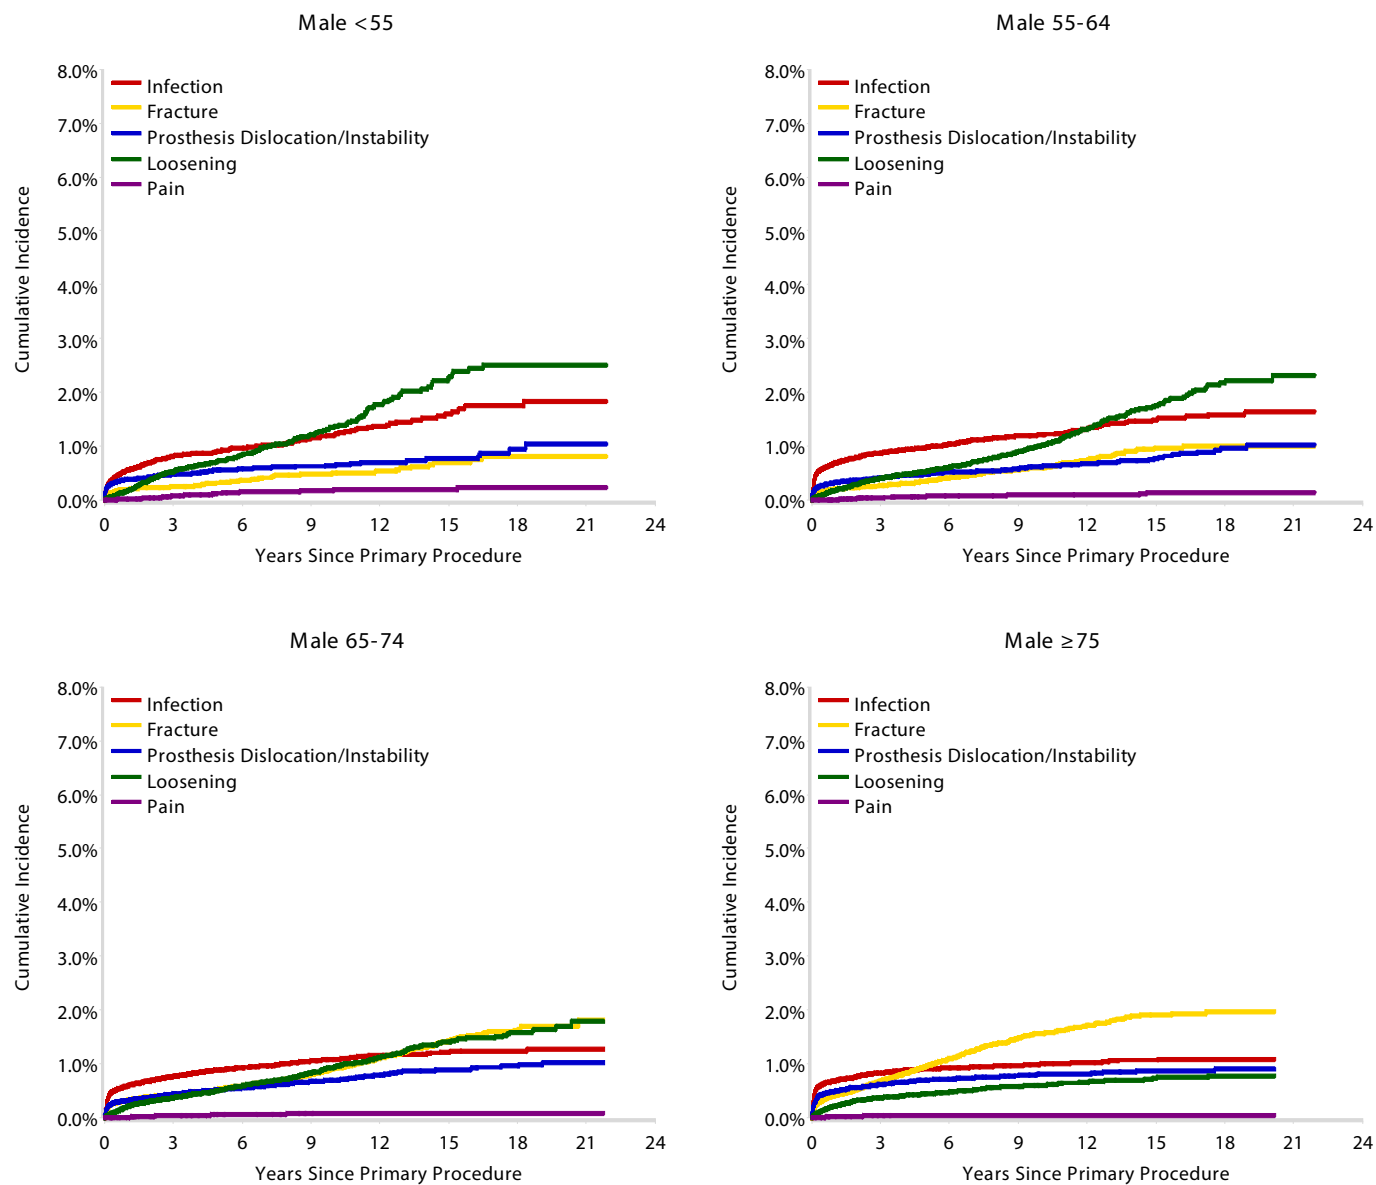 Male <55
8.0%
7.0%
6.0%
5.0%
4.0%
3.0%
2.0%
1.0%
0.0%
Cumulative Incidence
Infection
Fracture
Prosthesis Dislocation/Instability
Loosening
Pain
0 3 6 9 12 15 18 21 24
Years Since Primary Procedure
Male 55-64
8.0%
7.0%
6.0%
5.0%
4.0%
3.0%
2.0%
1.0%
0.0%
Cumulative Incidence
Infection
Fracture
Prosthesis Dislocation/Instability
Loosening
Pain
0 3 6 9 12 15 18 21 24
Years Since Primary Procedure
Male 65-74
8.0%
7.0%
6.0%
5.0%
4.0%
3.0%
2.0%
1.0%
0.0%
Cumulative Incidence
Infection
Fracture
Prosthesis Dislocation/Instability
Loosening
Pain
0 3 6 9 12 15 18 21 24
Years Since Primary Procedure
Male ≥75
8.0%
7.0%
6.0%
5.0%
4.0%
3.0%
2.0%
1.0%
0.0%
Cumulative Incidence
Infection
Fracture
Prosthesis Dislocation/Instability
Loosening
Pain
0 3 6 9 12 15 18 21 24
Years Since Primary Procedure